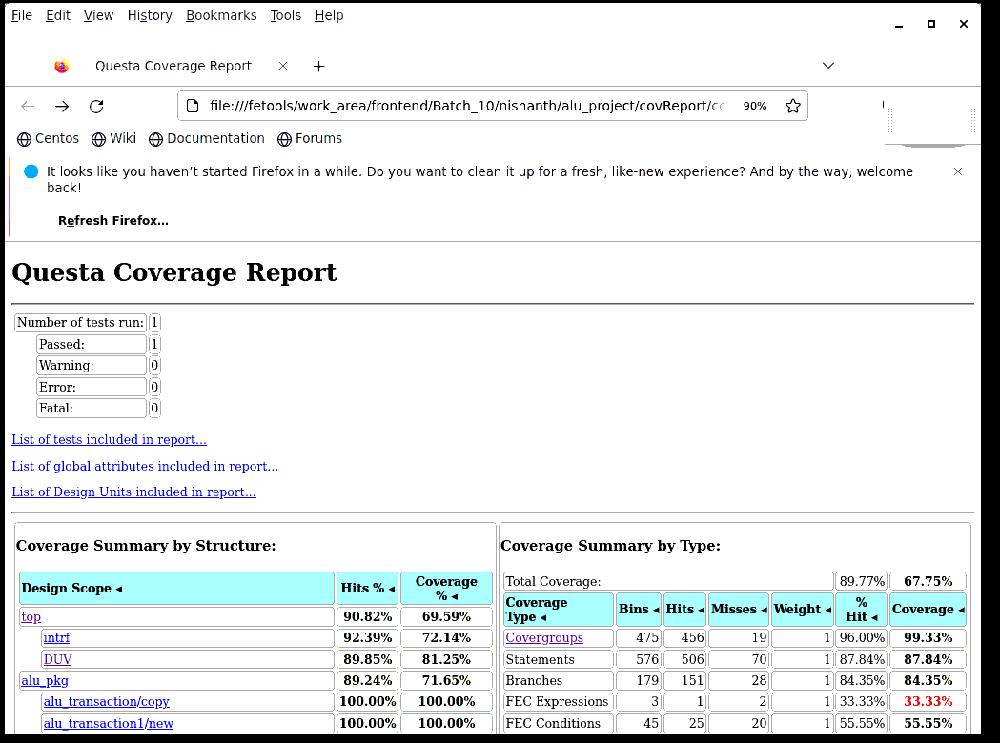 File Edit View History Bookmarks Tools Help
Questa Coverage Report
file:///fetools/work_area/frontend/Batch_10/nishanth/alu_project/covReport/cc 90%
Centos Wiki Documentation Forums
It looks like you haven't started Firefox in a while. Do you want to clean it up for a fresh, like-new experience? And by the way, welcome
back!
Refresh Firefox...
Questa Coverage Report
Number of tests run: 1
Passed: 1
Warning: 0
Error: 0
Fatal: 0
List of tests included in report...
List of global attributes included in report...
List of Design Units included in report...
Coverage Summary by Structure:
Design Scope Hits % Coverage %
top 90.82% 69.59%
intrf 92.39% 72.14%
DUV 89.85% 81.25%
alu_pkg 89.24% 71.65%
alu_transaction/copy 100.00% 100.00%
alu_transaction1/new 100.00% 100.00%
Coverage Summary by Type:
Total Coverage: 89.77% 67.75%
Coverage Type Bins Hits Misses Weight % Hit Coverage
Covergroups 475 456 19 1 96.00% 99.33%
Statements 576 506 70 1 87.84% 87.84%
Branches 179 151 28 1 84.35% 84.35%
FEC Expressions 3 1 2 1 33.33% 33.33%
FEC Conditions 45 25 20 1 55.55% 55.55%